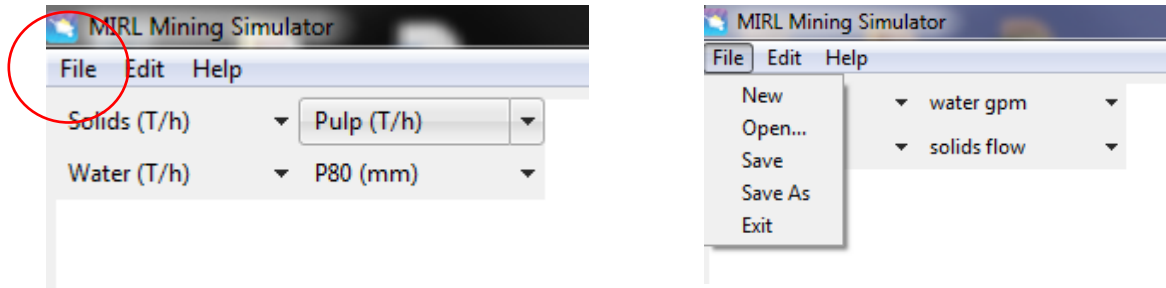 MIRL Mining Simulator
File Edit Help
Solids (T/h) Pulp (T/h)
Water (T/h) P80 (mm)
MIRL Mining Simulator
File Edit Help
New
Open...
Save
Save As
Exit
water gpm
solids flow